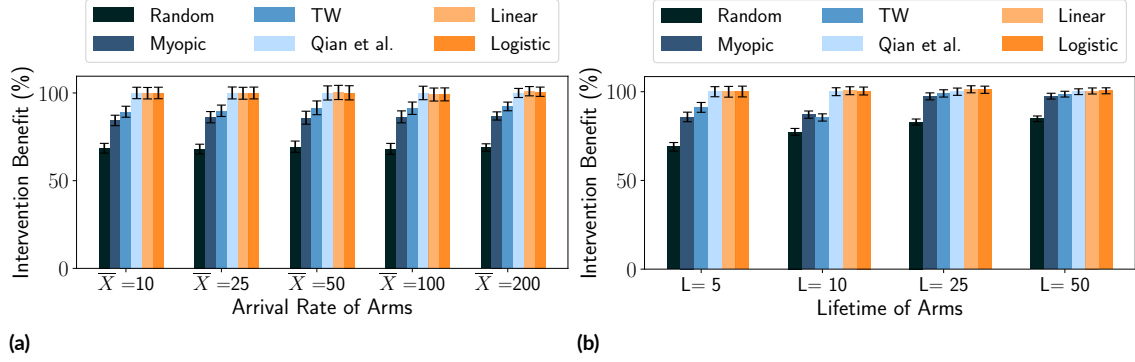 Random
TW
Linear
Myopic
Qian et al.
Logistic
Intervention Benefit (%)
100
50
0
X̅ =10
X̅ =25
X̅ =50
X̅ =100
X̅ =200
Arrival Rate of Arms
(a)
Random
TW
Linear
Myopic
Qian et al.
Logistic
Intervention Benefit (%)
100
50
0
L= 5
L= 10
L= 25
L= 50
Lifetime of Arms
(b)